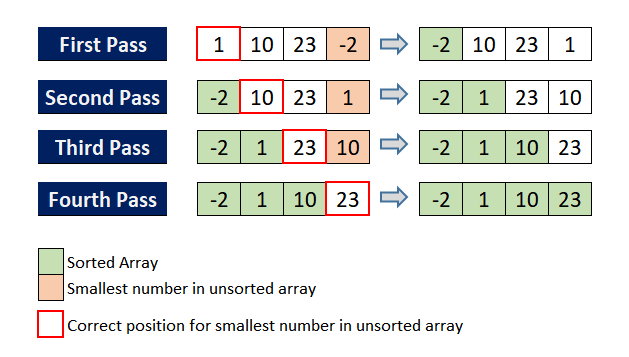 First Pass 1 10 23 -2 -2 10 23 1
Second Pass -2 10 23 1 -2 1 23 10
Third Pass -2 1 23 10 -2 1 10 23
Fourth Pass -2 1 10 23 -2 1 10 23
Sorted Array
Smallest number in unsorted array
Correct position for smallest number in unsorted array